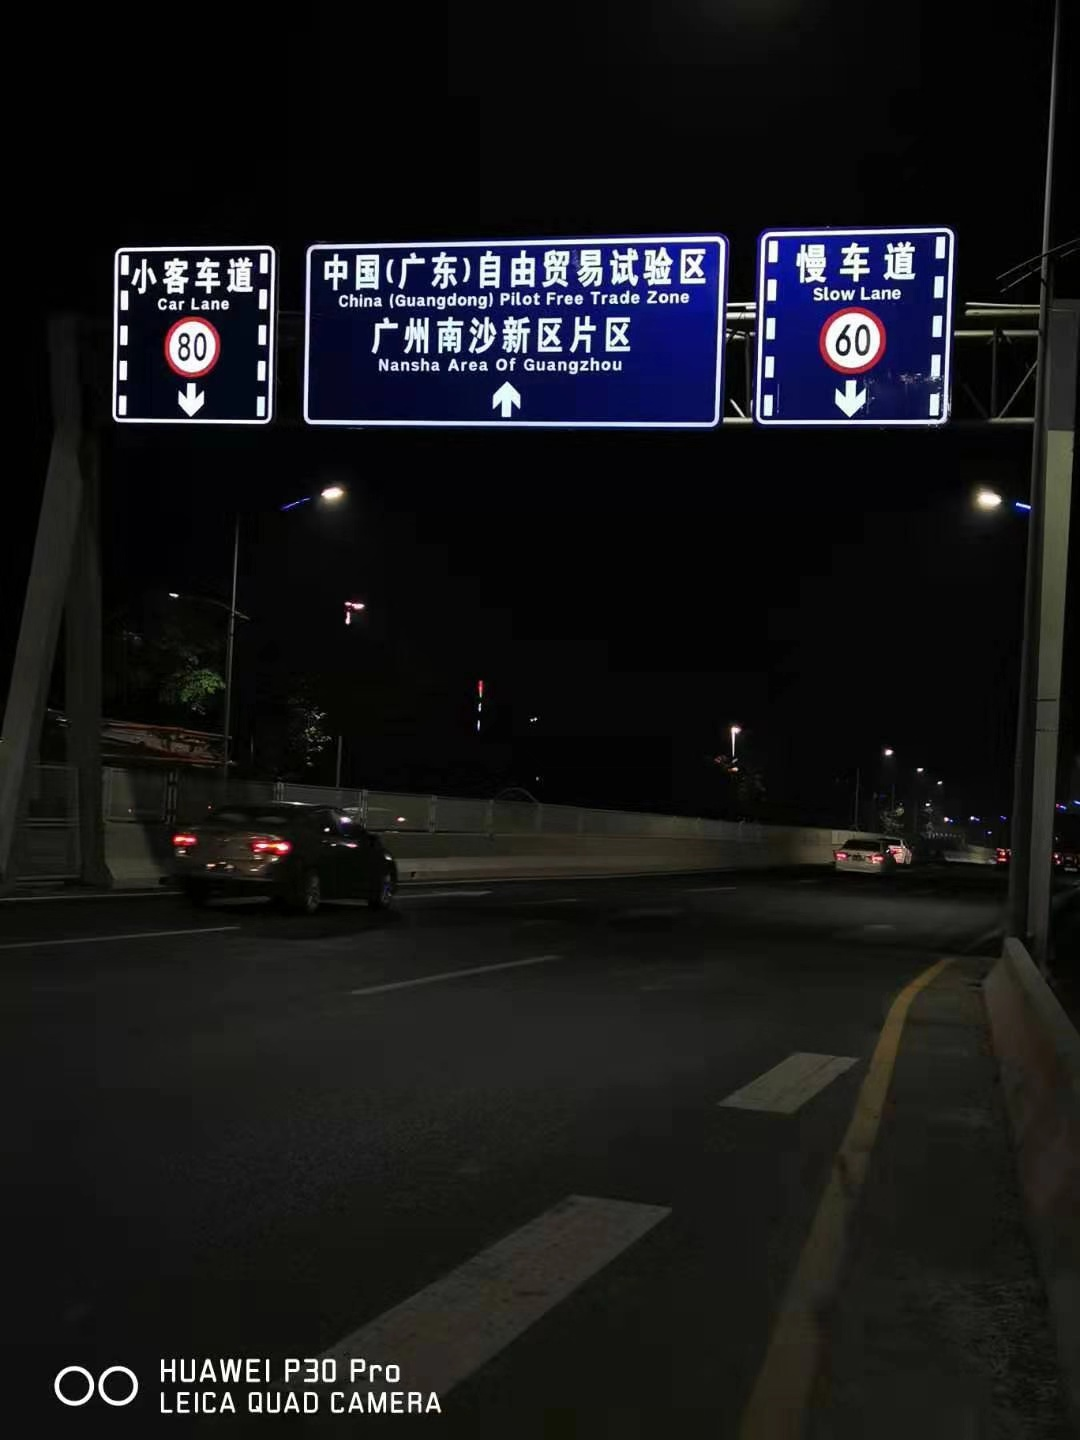 小客车道
Car Lane
80
中国(广东)自由贸易试验区
China (Guangdong) Pilot Free Trade Zone
广州南沙新区片区
Nansha Area Of Guangzhou
慢车道
Slow Lane
60
HUAWEI P30 Pro
LEICA QUAD CAMERA